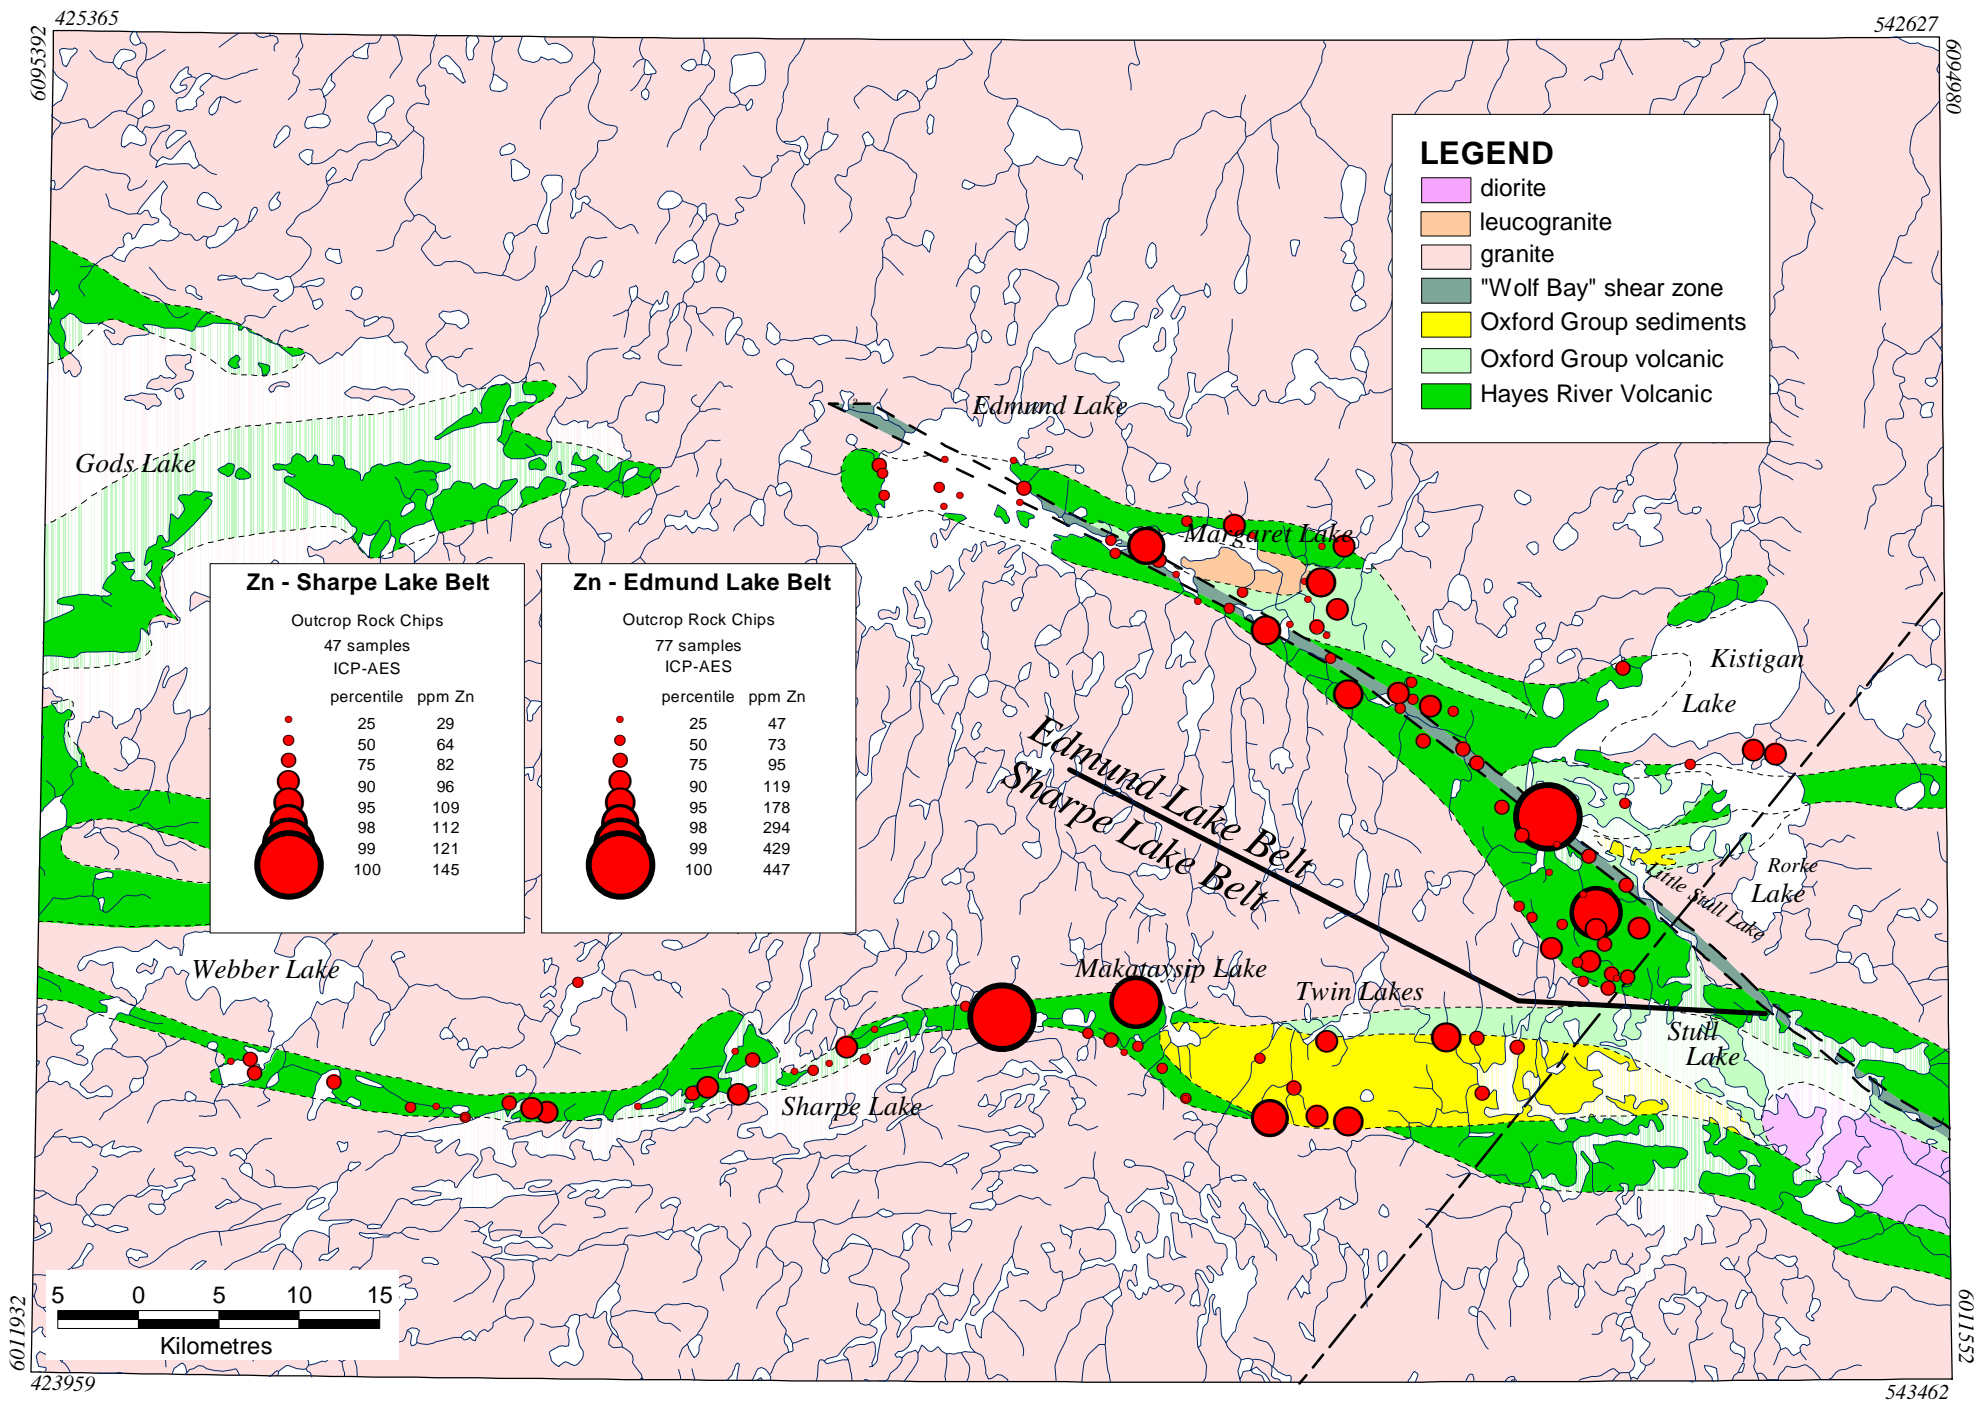 425365
542627
6095392
6094980
LEGEND
diorite
leucogranite
granite
"Wolf Bay" shear zone
Oxford Group sediments
Oxford Group volcanic
Hayes River Volcanic
Edmund Lake
Gods Lake
Margaret Lake
Zn - Sharpe Lake Belt
Outcrop Rock Chips
47 samples
ICP-AES
percentile ppm Zn
25 29
50 64
75 82
90 96
95 109
98 112
99 121
100 145
Zn - Edmund Lake Belt
Outcrop Rock Chips
77 samples
ICP-AES
percentile ppm Zn
25 47
50 73
75 95
90 119
95 178
98 294
99 429
100 447
Kistigan
Lake
Edmund Lake Belt
Sharpe Lake Belt
Rorke
Lake
Little Stull Lake
Webber Lake
Makataysip Lake
Twin Lakes
Stull
Lake
Sharpe Lake
5 0 5 10 15
Kilometres
6011932
6011552
423959
543462